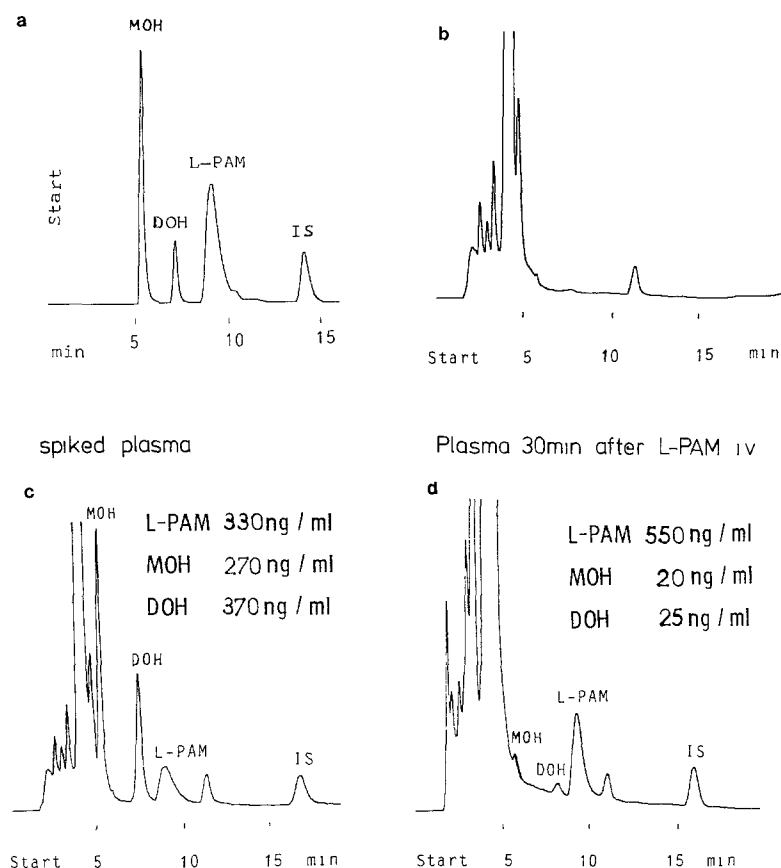 a
MOH
L-PAM
DOH
IS
Start
5 10 15
min
b
Start 5 10 15 min
spiked plasma
c
MOH
L-PAM 330ng/ml
MOH 270ng/ml
DOH 370ng/ml
DOH
L-PAM
IS
Start 5 10 15 min
Plasma 30min after L-PAM IV
d
L-PAM 550ng/ml
MOH 20ng/ml
DOH 25ng/ml
L-PAM
MOH
DOH
IS
Start 5 10 15 min